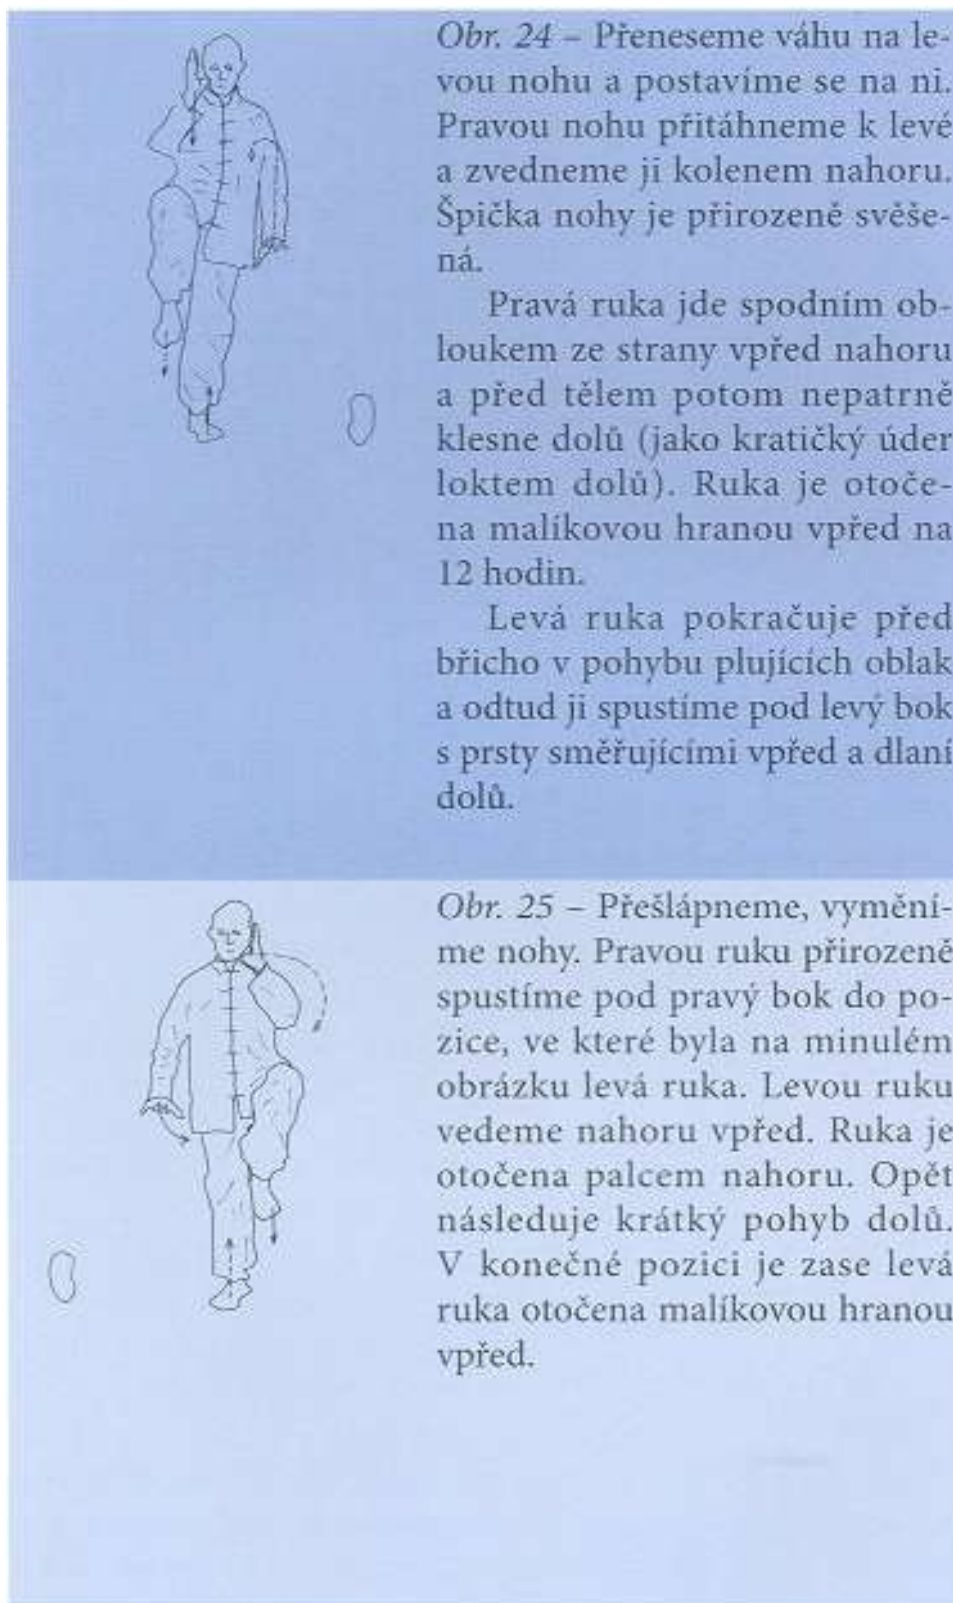 Obr. 24 – Přeneseme váhu na le-
vou nohu a postavíme se na ni.
Pravou nohu přitáhneme k levé
a zvedneme ji kolenem nahoru.
Špička nohy je přirozeně svěše-
ná.
Pravá ruka jde spodním ob-
loukem ze strany vpřed nahoru
a před tělem potom nepatrně
klesne dolů (jako kratičký úder
loktem dolů). Ruka je otoče-
na malíkovou hranou vpřed na
12 hodin.
Levá ruka pokračuje před
břicho v pohybu plujících oblak
a odtud ji spustíme pod levý bok
s prsty směřujícími vpřed a dlaní
dolů.
Obr. 25 – Přešlápneme, vymění-
me nohy. Pravou ruku přirozeně
spustíme pod pravý bok do po-
zice, ve které byla na minulém
obrázku levá ruka. Levou ruku
vedeme nahoru vpřed. Ruka je
otočena palcem nahoru. Opět
následuje krátký pohyb dolů.
V konečné pozici je zase levá
ruka otočena malíkovou hranou
vpřed.